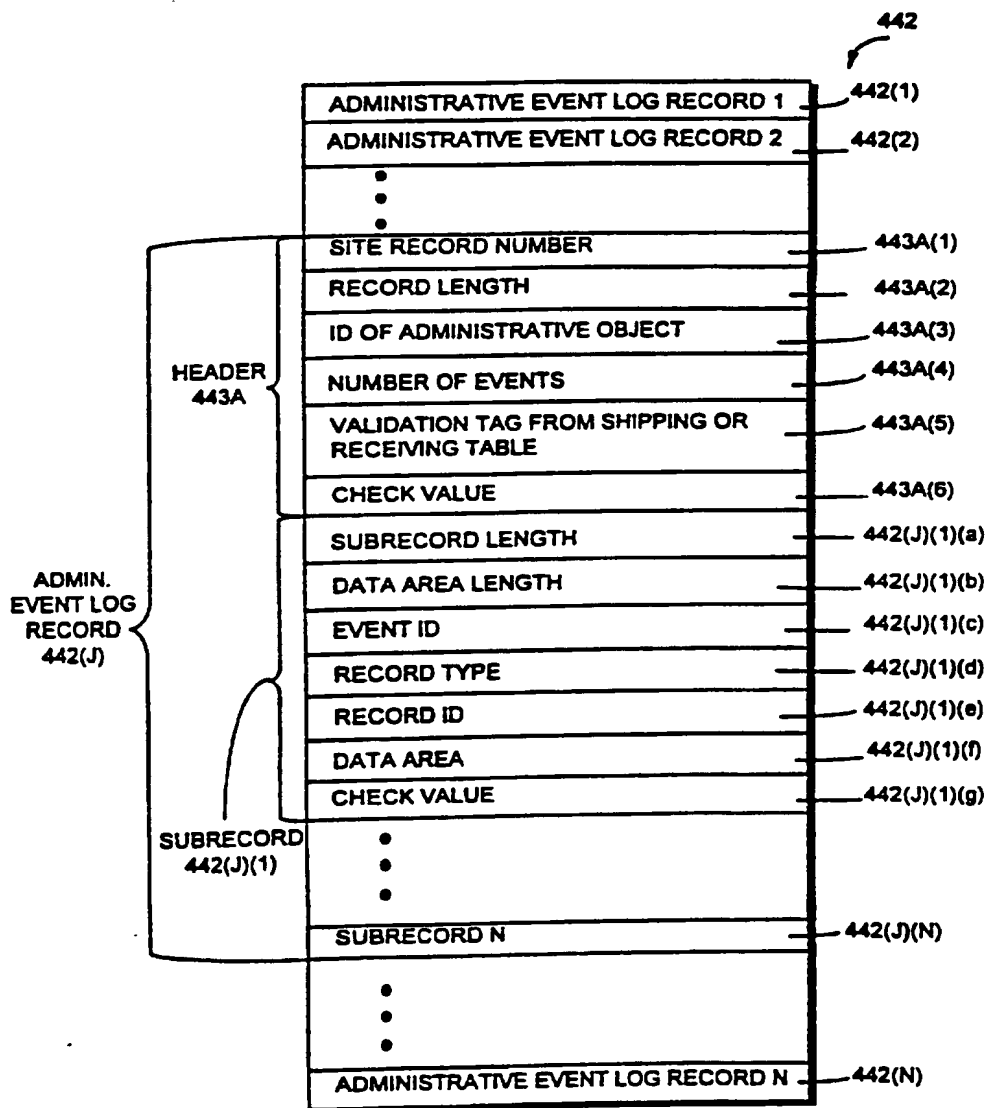 442
ADMINISTRATIVE EVENT LOG RECORD 1 442(1)
ADMINISTRATIVE EVENT LOG RECORD 2 442(2)
SITE RECORD NUMBER 443A(1)
RECORD LENGTH 443A(2)
ID OF ADMINISTRATIVE OBJECT 443A(3)
HEADER
443A
NUMBER OF EVENTS 443A(4)
VALIDATION TAG FROM SHIPPING OR
RECEIVING TABLE
443A(5)
CHECK VALUE 443A(6)
SUBRECORD LENGTH 442(J)(1)(a)
DATA AREA LENGTH 442(J)(1)(b)
ADMIN.
EVENT LOG
RECORD
442(J)
EVENT ID 442(J)(1)(c)
RECORD TYPE 442(J)(1)(d)
RECORD ID 442(J)(1)(e)
DATA AREA 442(J)(1)(f)
CHECK VALUE 442(J)(1)(g)
SUBRECORD
442(J)(1)
SUBRECORD N 442(J)(N)
ADMINISTRATIVE EVENT LOG RECORD N 442(N)